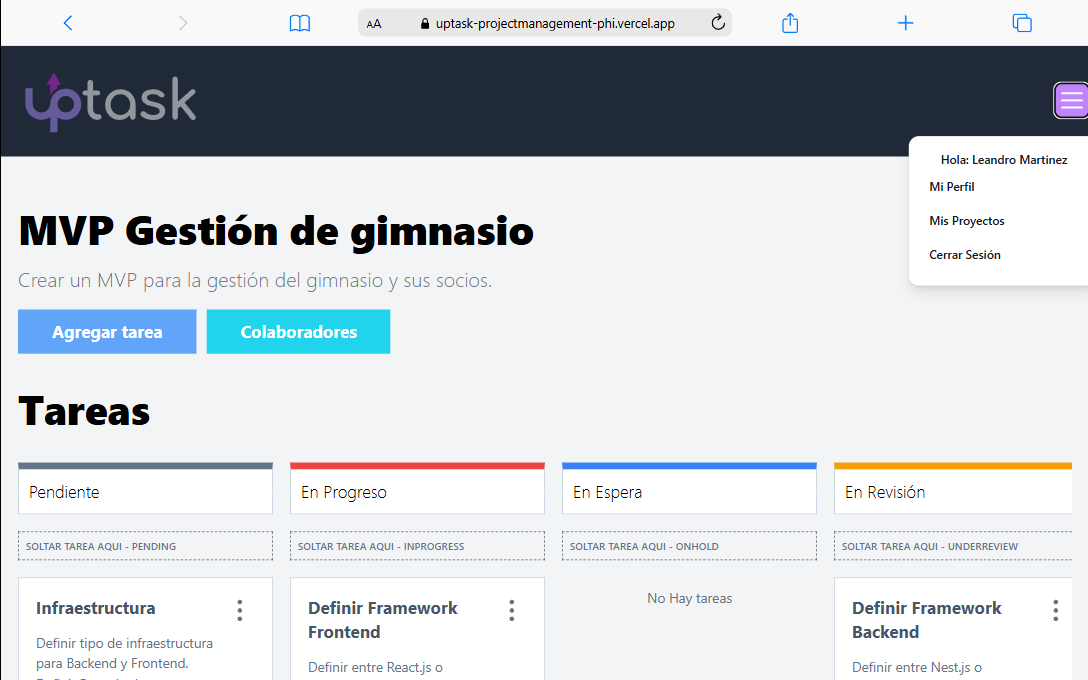 AA uptask-projectmanagement-phi.vercel.app
uptask
Hola: Leandro Martinez
Mi Perfil
Mis Proyectos
Cerrar Sesión
MVP Gestión de gimnasio
Crear un MVP para la gestión del gimnasio y sus socios.
Agregar tarea Colaboradores
Tareas
Pendiente En Progreso En Espera En Revisión
SOLTAR TAREA AQUI - PENDING SOLTAR TAREA AQUI - INPROGRESS SOLTAR TAREA AQUI - ONHOLD SOLTAR TAREA AQUI - UNDERREVIEW
Infraestructura
Definir tipo de infraestructura
para Backend y Frontend.
Definir Framework
Frontend
Definir entre React.js o
No Hay tareas
Definir Framework
Backend
Definir entre Nest.js o